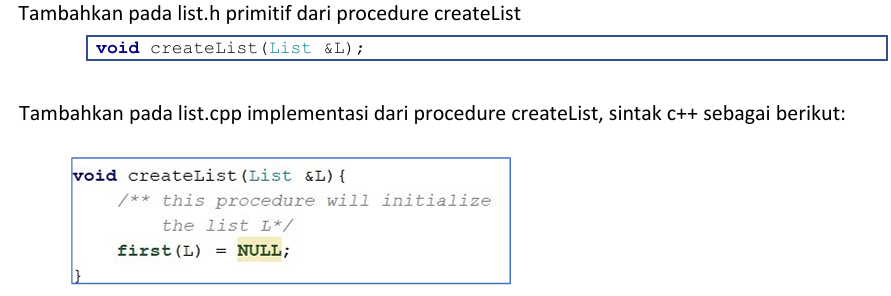 Tambahkan pada list.h primitif dari procedure createList
void createList(List &L);
Tambahkan pada list.cpp implementasi dari procedure createList, sintak c++ sebagai berikut:
void createList(List &L){
/** this procedure will initialize
the list L*/
first(L) = NULL;
}